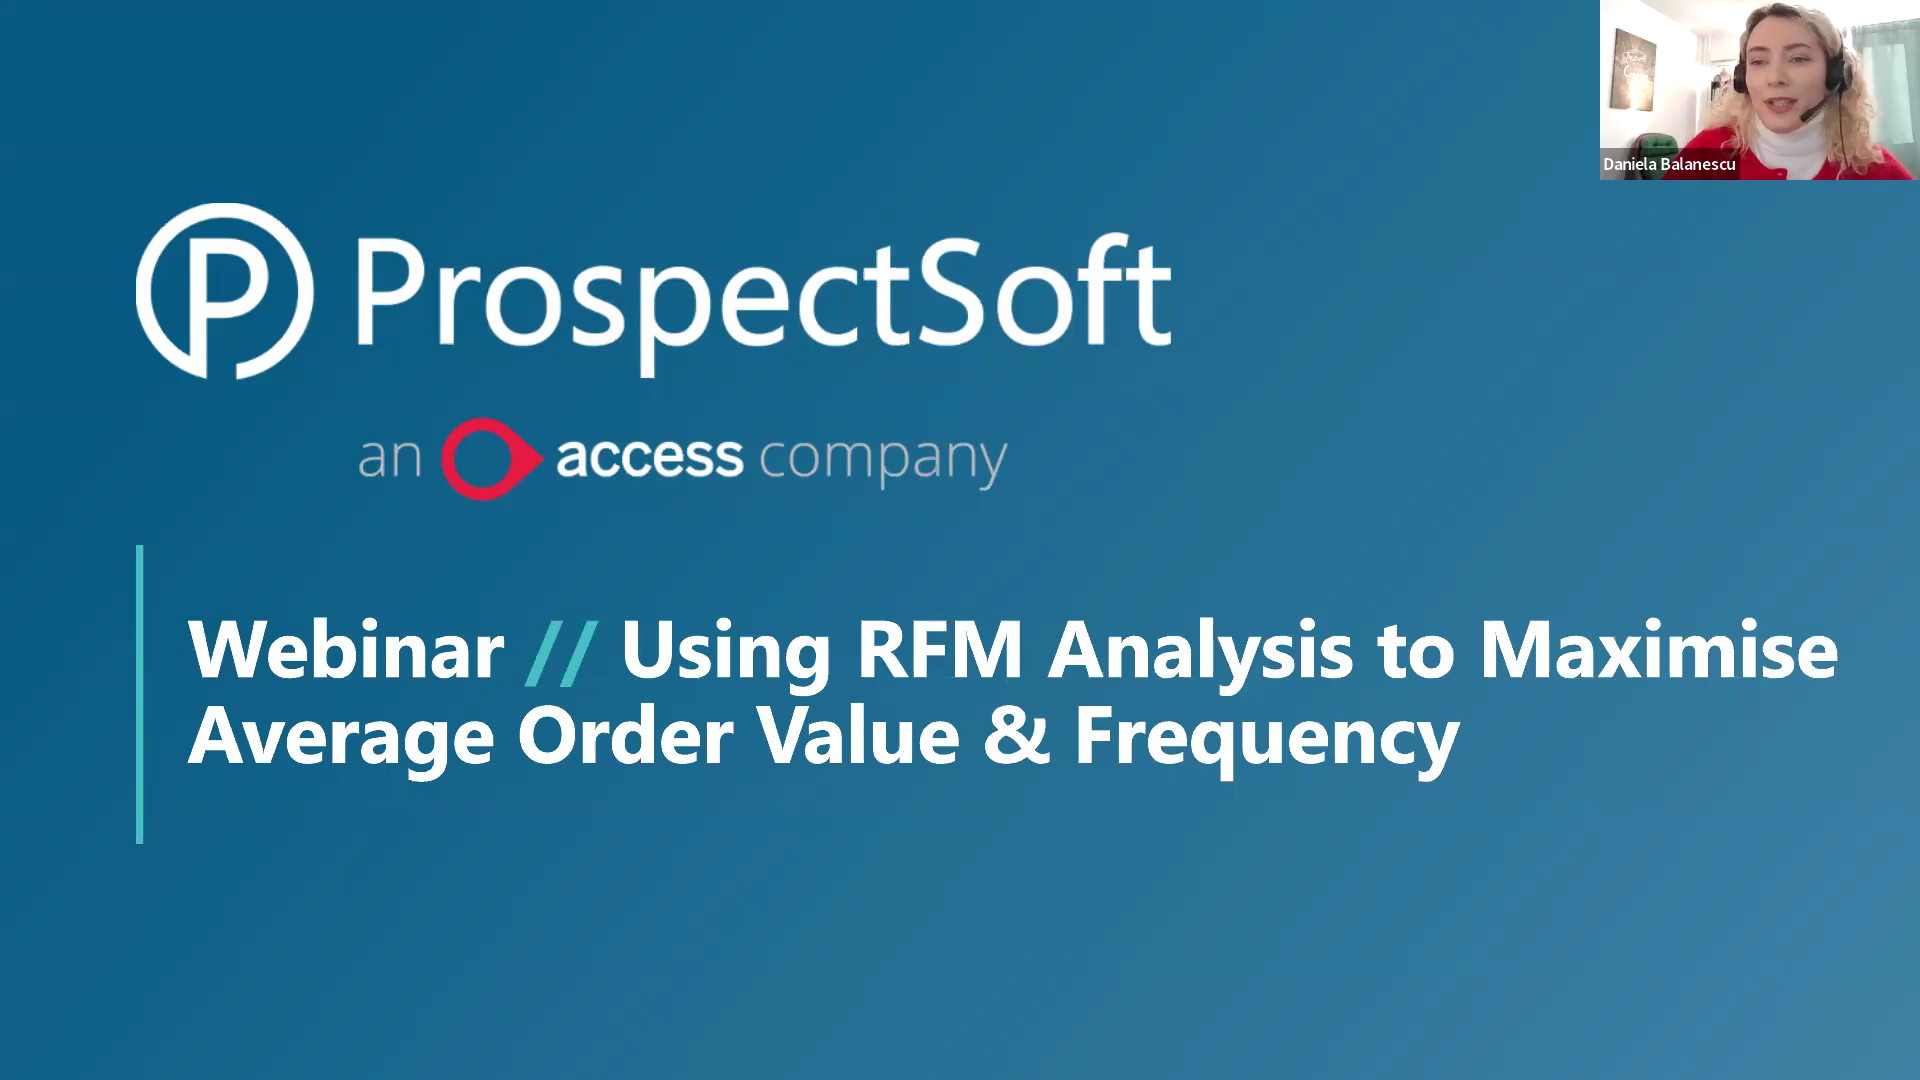 Daniela Balanescu
P ProspectSoft
an access company
Webinar // Using RFM Analysis to Maximise
Average Order Value & Frequency